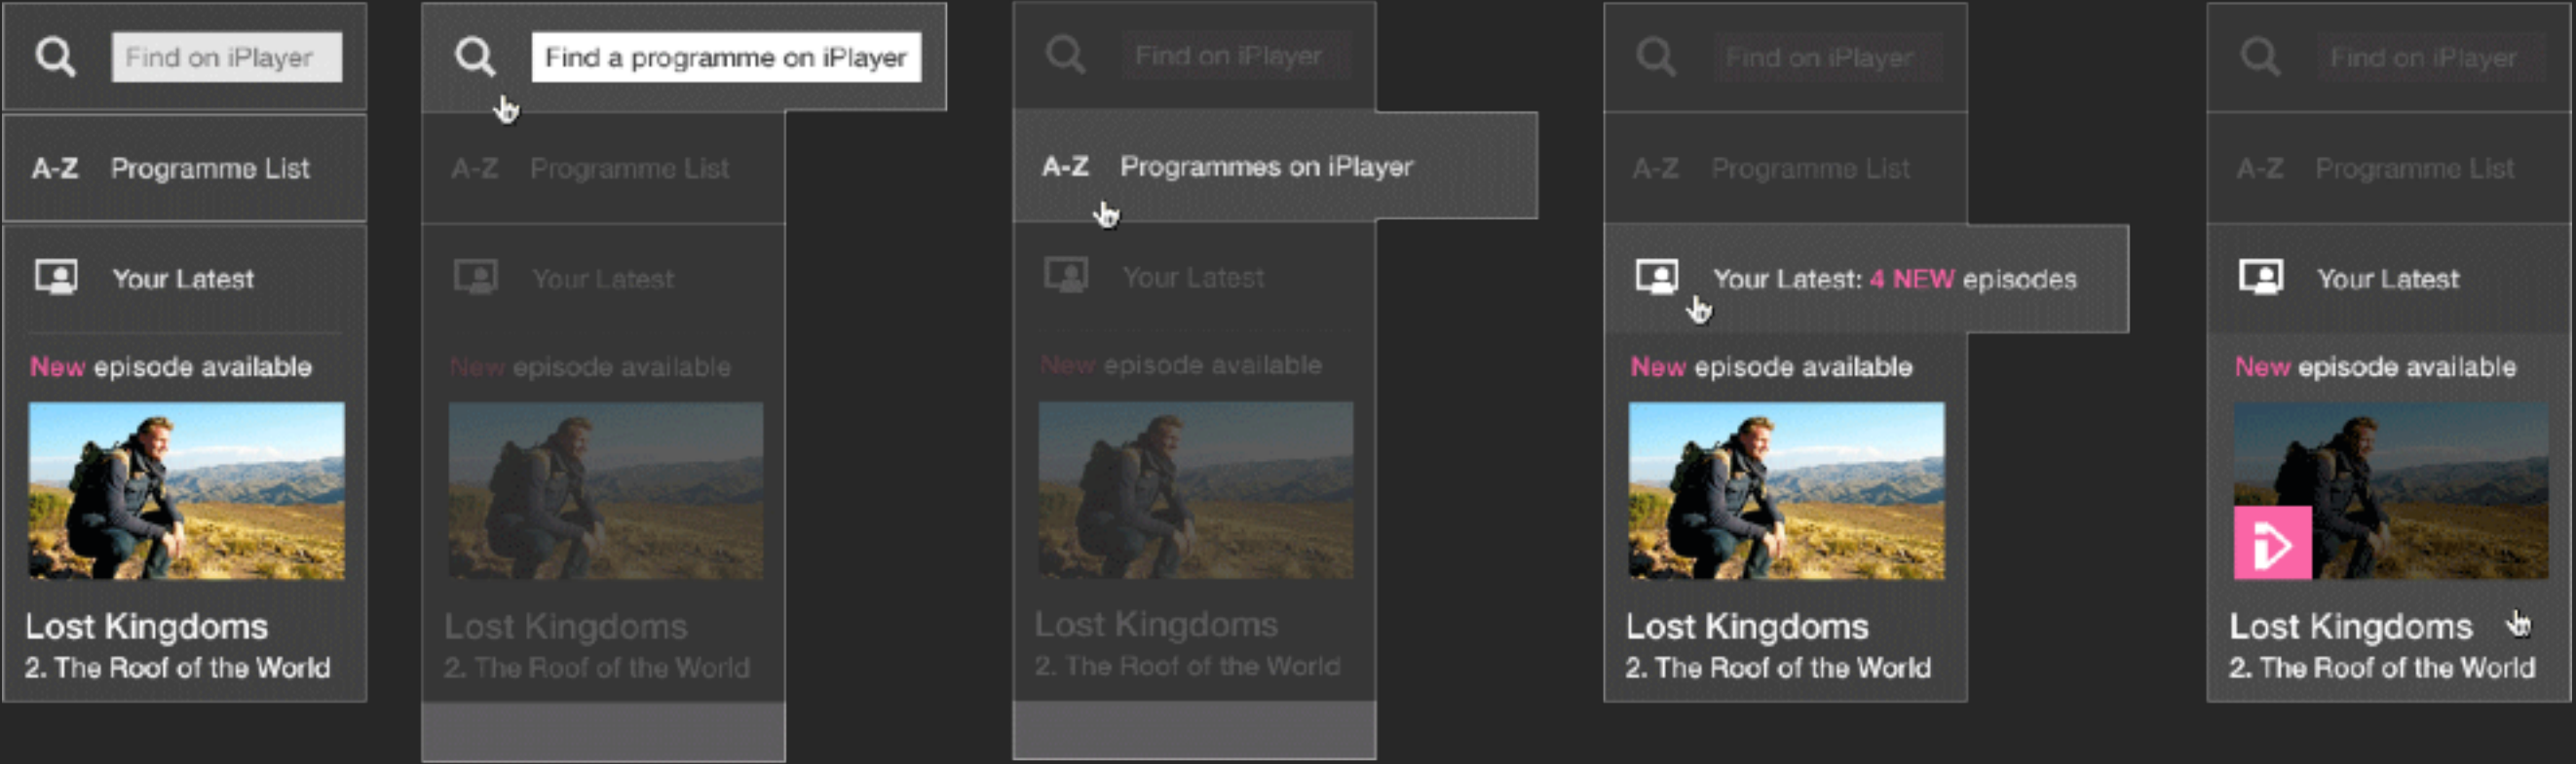 Find on iPlayer
A-Z Programme List
Your Latest
New episode available
Lost Kingdoms
2. The Roof of the World
Find a programme on iPlayer
A-Z Programme List
Your Latest
New episode available
Lost Kingdoms
2. The Roof of the World
Find on iPlayer
A-Z Programmes on iPlayer
Your Latest
New episode available
Lost Kingdoms
2. The Roof of the World
Find on iPlayer
A-Z Programme List
Your Latest: 4 NEW episodes
New episode available
Lost Kingdoms
2. The Roof of the World
Find on iPlayer
A-Z Programme List
Your Latest
New episode available
Lost Kingdoms
2. The Roof of the World